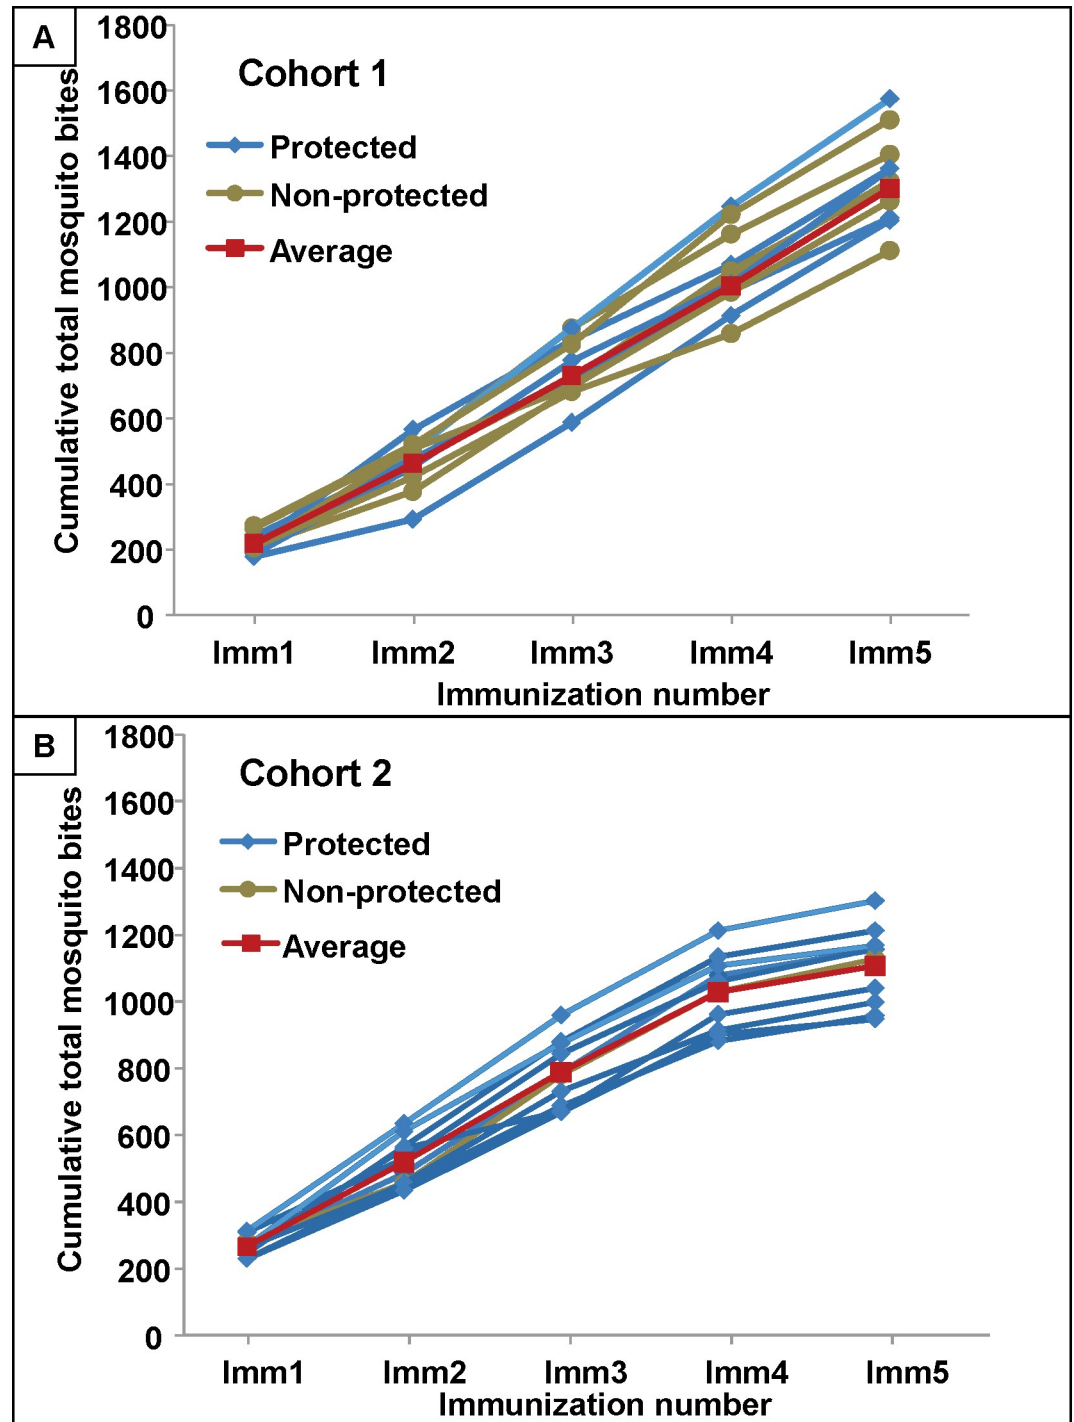 A
Cohort 1
Protected
Non-protected
Average
Cumulative total mosquito bites
1800
1600
1400
1200
1000
800
600
400
200
0
Imm1 Imm2 Imm3 Imm4 Imm5
Immunization number
B
Cohort 2
Protected
Non-protected
Average
Cumulative total mosquito bites
1800
1600
1400
1200
1000
800
600
400
200
0
Imm1 Imm2 Imm3 Imm4 Imm5
Immunization number